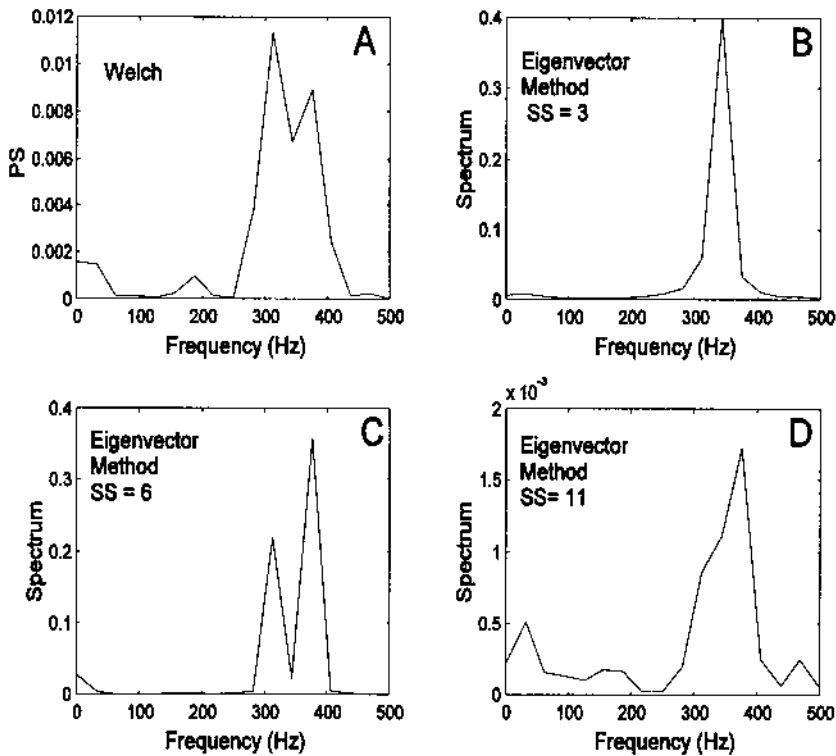 A
Welch
PS
0.012
0.01
0.008
0.006
0.004
0.002
0
0 100 200 300 400 500
Frequency (Hz)
B
Eigenvector
Method
SS = 3
Spectrum
0.4
0.3
0.2
0.1
0
0 100 200 300 400 500
Frequency (Hz)
C
Eigenvector
Method
SS = 6
Spectrum
0.4
0.3
0.2
0.1
0
0 100 200 300 400 500
Frequency (Hz)
D
x 10-3
Eigenvector
Method
SS= 11
Spectrum
2
1.5
1
0.5
0
0 100 200 300 400 500
Frequency (Hz)